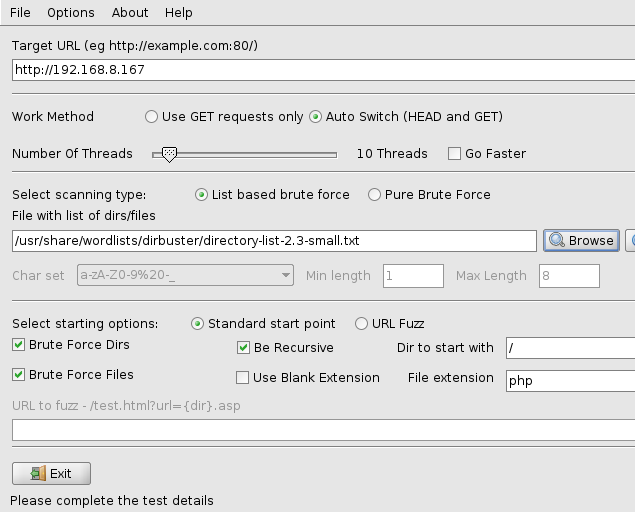 File Options About Help
Target URL (eg http://example.com:80/)
http://192.168.8.167
Work Method Use GET requests only Auto Switch (HEAD and GET)
Number Of Threads 10 Threads Go Faster
Select scanning type: List based brute force Pure Brute Force
File with list of dirs/files
/usr/share/wordlists/dirbuster/directory-list-2.3-small.txt Browse
Char set a-zA-Z0-9%20-_ Min length 1 Max Length 8
Select starting options: Standard start point URL Fuzz
Brute Force Dirs Be Recursive Dir to start with /
Brute Force Files Use Blank Extension File extension php
URL to fuzz - /test.html?url={dir}.asp
Exit
Please complete the test details